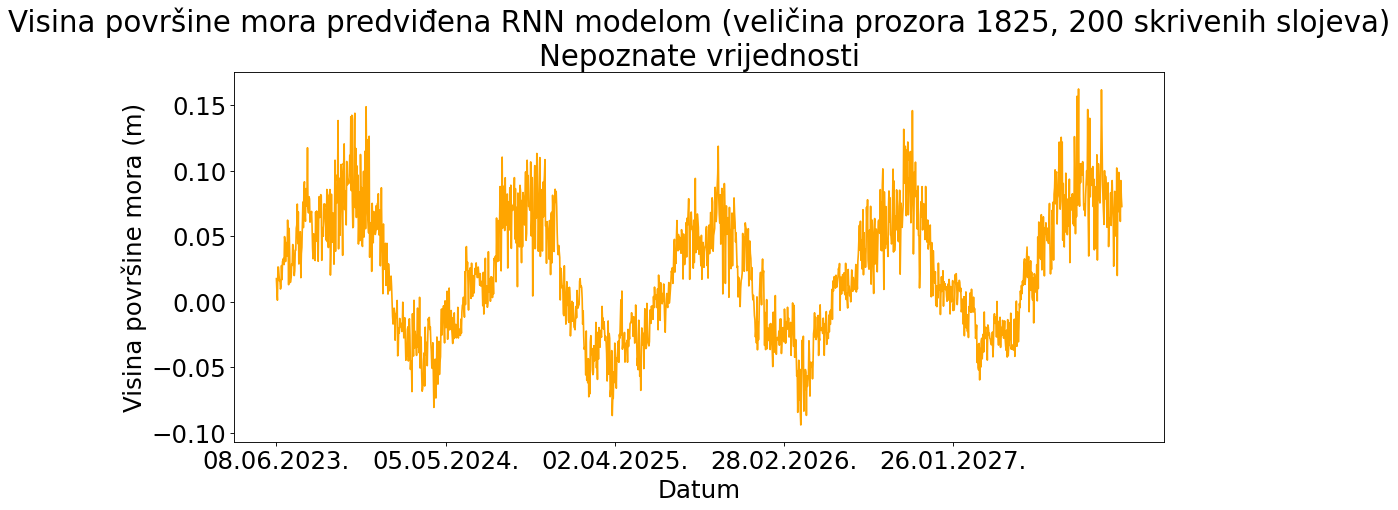 Visina površine mora predviđena RNN modelom (veličina prozora 1825, 200 skrivenih slojeva)
Nepoznate vrijednosti
Visina površine mora (m)
0.15
0.10
0.05
0.00
−0.05
−0.10
08.06.2023. 05.05.2024. 02.04.2025. 28.02.2026. 26.01.2027.
Datum